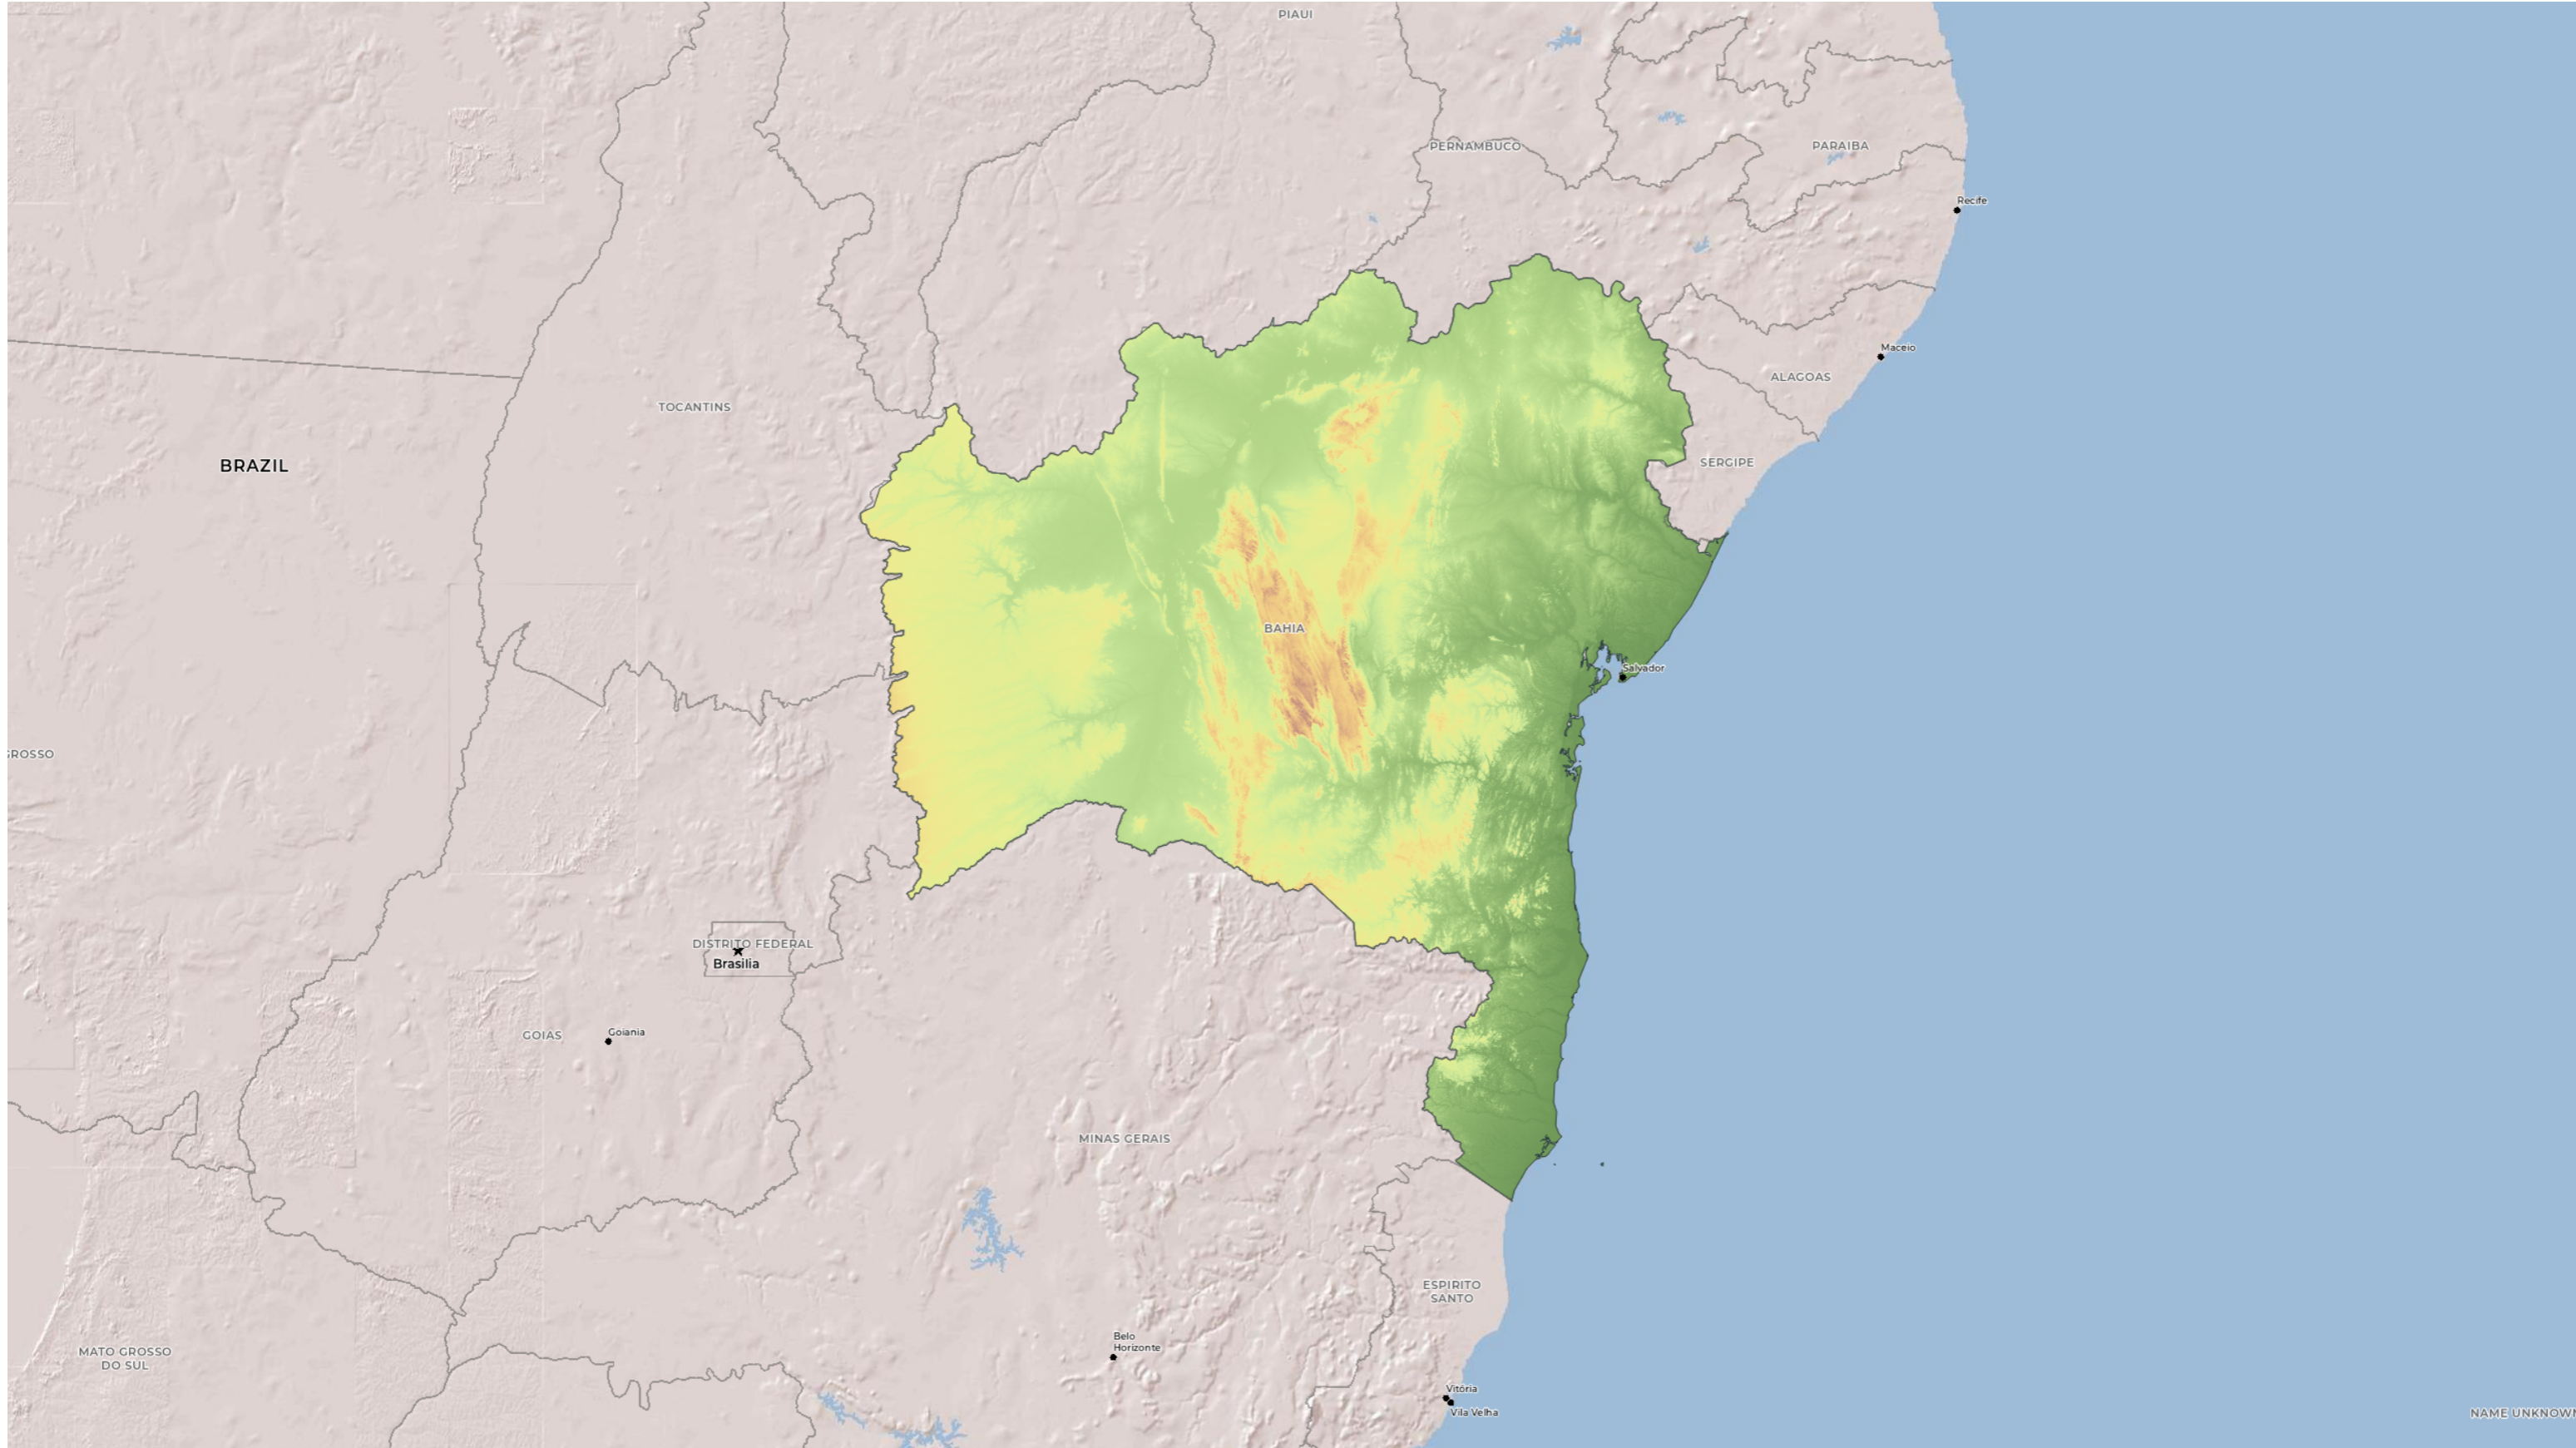 PIAUI
PERNAMBUCO
PARAIBA
Recife
Maceio
ALAGOAS
TOCANTINS
BRAZIL
SERGIPE
BAHIA
Salvador
GROSSO
DISTRITO FEDERAL
Brasilia
GOIAS
Goiania
MINAS GERAIS
ESPIRITO
SANTO
Belo
Horizonte
MATO GROSSO
DO SUL
Vitória
Vila Velha
NAME UNKNOWN